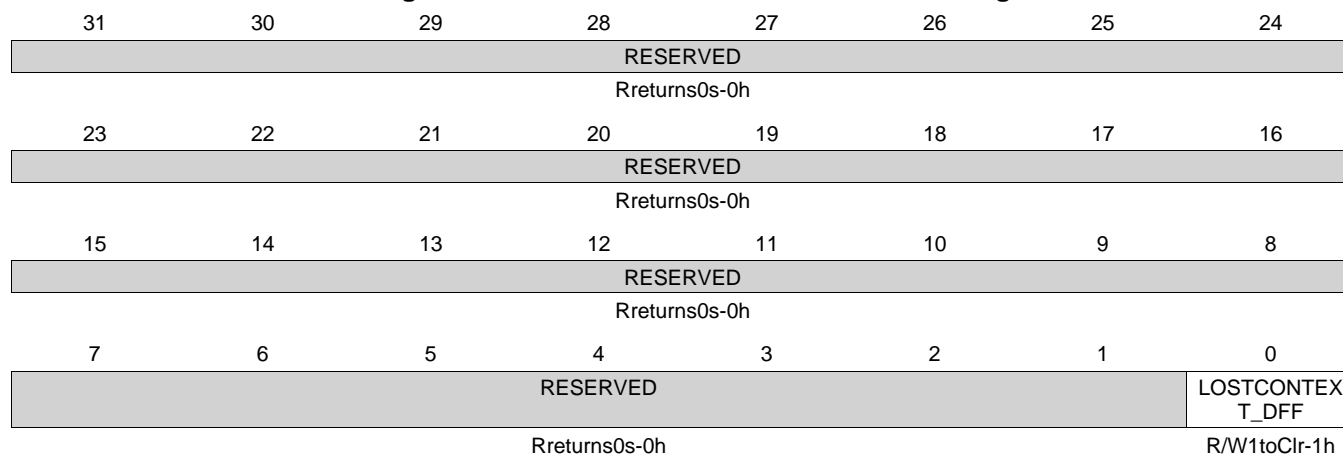 31 30 29 28 27 26 25 24
RESERVED
Rreturns0s-0h
23 22 21 20 19 18 17 16
RESERVED
Rreturns0s-0h
15 14 13 12 11 10 9 8
RESERVED
Rreturns0s-0h
7 6 5 4 3 2 1 0
RESERVED LOSTCONTEX
T_DFF
Rreturns0s-0h R/W1toClr-1h